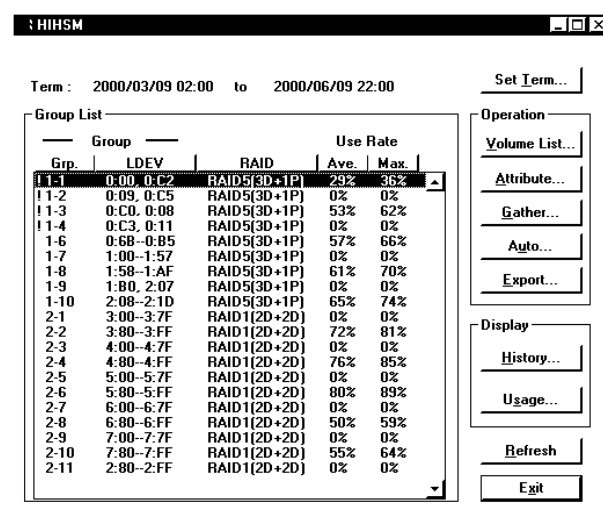 HIHSM
Term : 2000/03/09 02:00 to 2000/06/09 22:00
Set Term...
Group List
Group Use Rate
Grp. LDEV RAID Ave. Max.
! 1-1 0:00, 0:C2 RAID5(3D+1P) 29% 36%
! 1-2 0:09, 0:C5 RAID5(3D+1P) 0% 0%
! 1-3 0:C0, 0:08 RAID5(3D+1P) 53% 62%
! 1-4 0:C3, 0:11 RAID5(3D+1P) 0% 0%
1-6 0:6B--0:B5 RAID5(3D+1P) 57% 66%
1-7 1:00--1:57 RAID5(3D+1P) 0% 0%
1-8 1:58--1:AF RAID5(3D+1P) 61% 70%
1-9 1:B0, 2:07 RAID5(3D+1P) 0% 0%
1-10 2:08--2:1D RAID5(3D+1P) 65% 74%
2-1 3:00--3:7F RAID1(2D+2D) 0% 0%
2-2 3:80--3:FF RAID1(2D+2D) 72% 81%
2-3 4:00--4:7F RAID1(2D+2D) 0% 0%
2-4 4:80--4:FF RAID1(2D+2D) 76% 85%
2-5 5:00--5:7F RAID1(2D+2D) 0% 0%
2-6 5:80--5:FF RAID1(2D+2D) 80% 89%
2-7 6:00--6:7F RAID1(2D+2D) 0% 0%
2-8 6:80--6:FF RAID1(2D+2D) 50% 59%
2-9 7:00--7:7F RAID1(2D+2D) 0% 0%
2-10 7:80--7:FF RAID1(2D+2D) 55% 64%
2-11 2:80--2:FF RAID1(2D+2D) 0% 0%
Operation
Volume List...
Attribute...
Gather...
Auto...
Export...
Display
History...
Usage...
Refresh
Exit